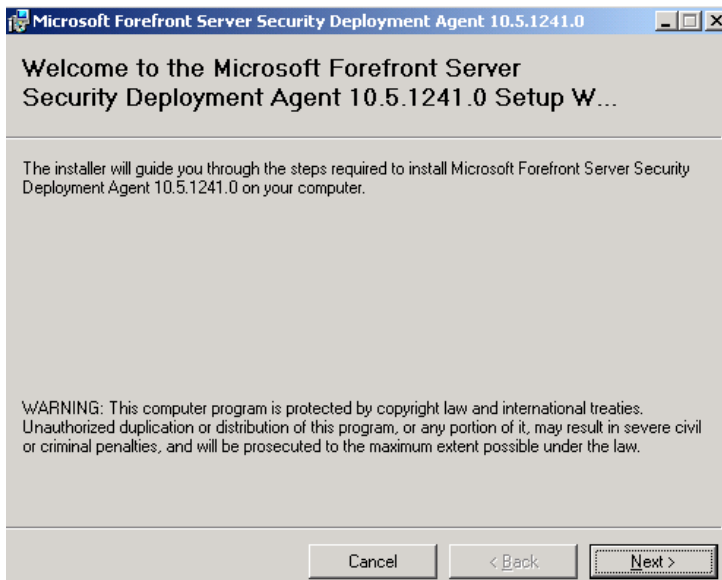 Microsoft Forefront Server Security Deployment Agent 10.5.1241.0
Welcome to the Microsoft Forefront Server
Security Deployment Agent 10.5.1241.0 Setup W...
The installer will guide you through the steps required to install Microsoft Forefront Server Security
Deployment Agent 10.5.1241.0 on your computer.
WARNING: This computer program is protected by copyright law and international treaties.
Unauthorized duplication or distribution of this program, or any portion of it, may result in severe civil
or criminal penalties, and will be prosecuted to the maximum extent possible under the law.
Cancel < Back Next >